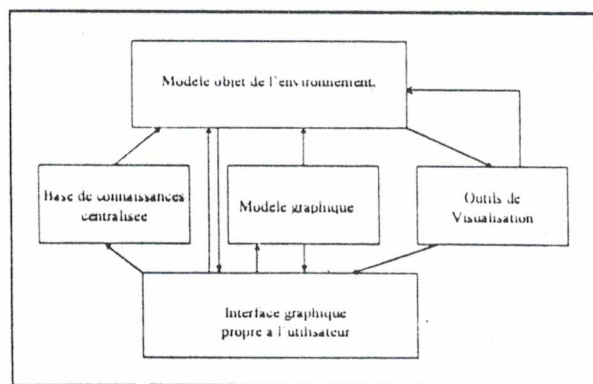 Modele objet de l'environnement.
Base de connaissances
centralisee
Modele graphique
Outils de
Visualisation
Interface graphique
propre a l'utilisateur